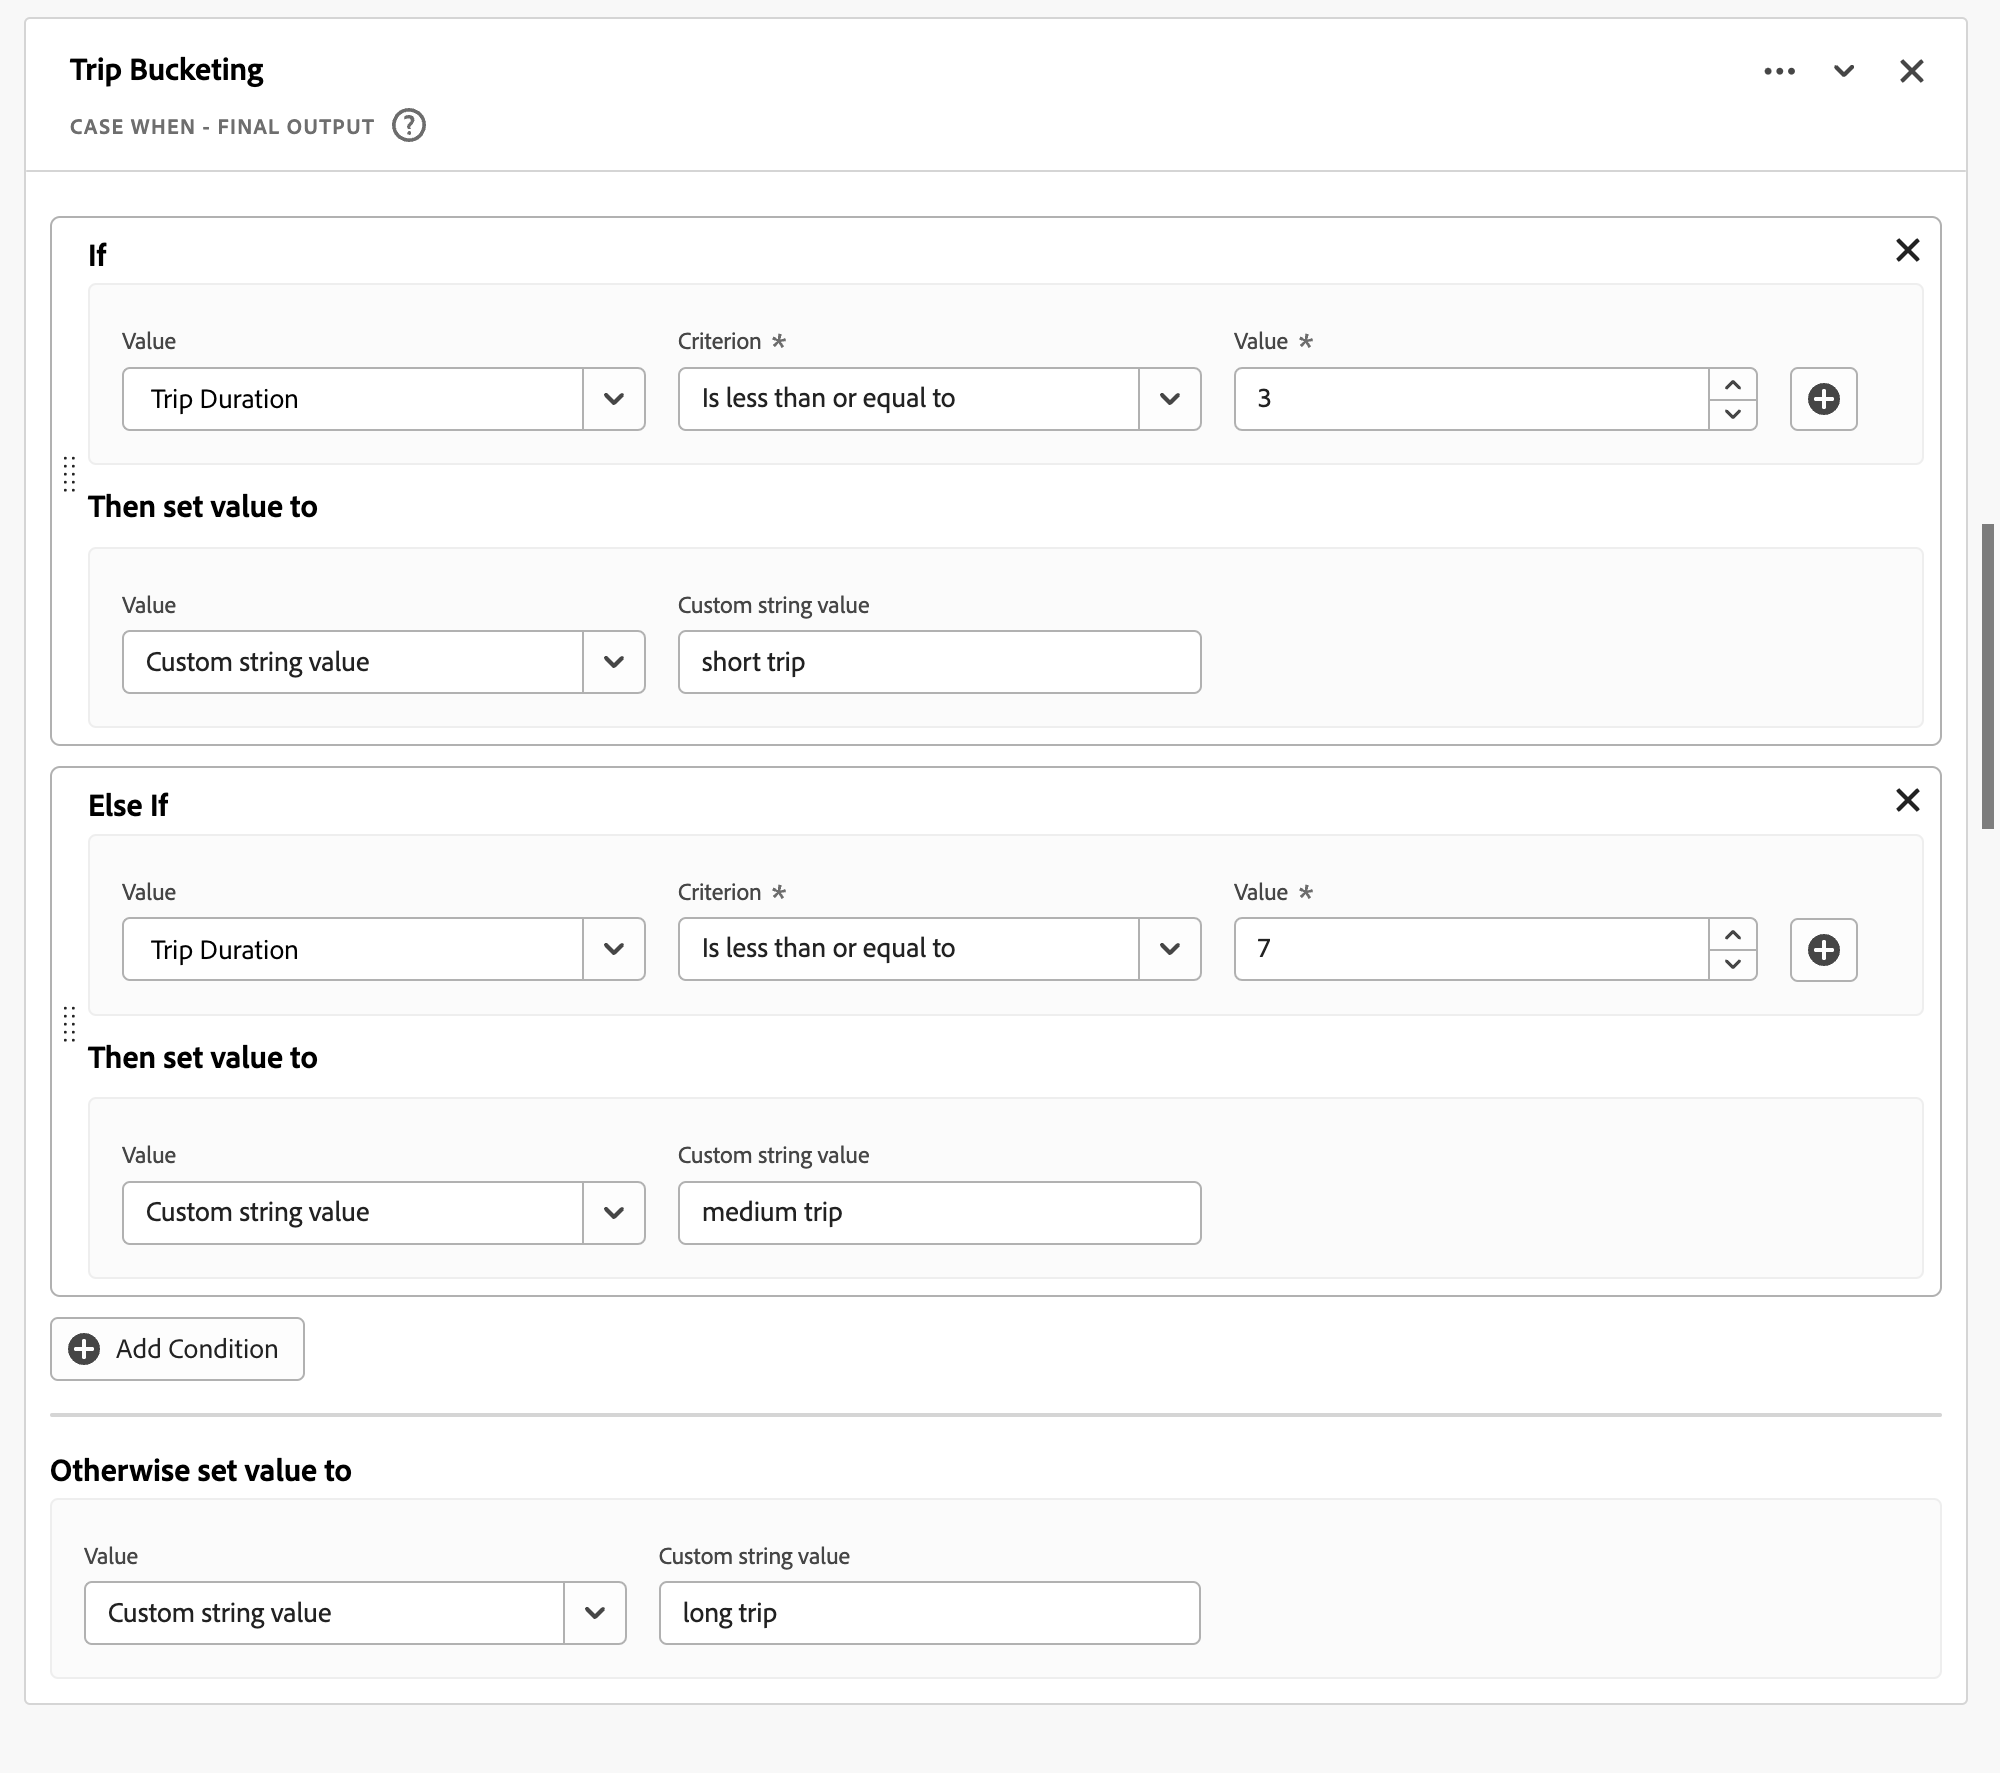 Trip Bucketing
CASE WHEN - FINAL OUTPUT ?
If
Value Criterion * Value *
Trip Duration Is less than or equal to 3
Then set value to
Value Custom string value
Custom string value short trip
Else If
Value Criterion * Value *
Trip Duration Is less than or equal to 7
Then set value to
Value Custom string value
Custom string value medium trip
Add Condition
Otherwise set value to
Value Custom string value
Custom string value long trip